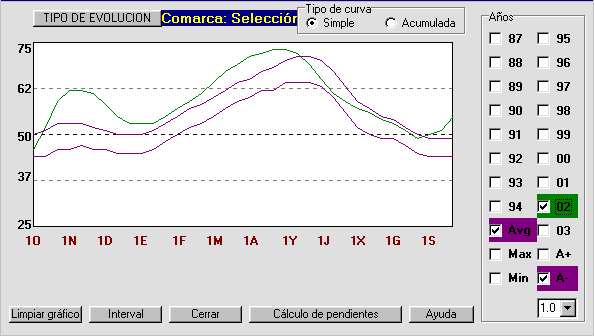 TIPO DE EVOLUCION
Comarca: Selección
Tipo de curva
Simple Acumulada
Años
75
62
50
37
25
1O 1N 1D 1E 1F 1M 1A 1Y 1J 1X 1G 1S
87 95
88 96
89 97
90 98
91 99
92 00
93 01
94 02
Avg 03
Max A+
Min A-
1.0
Limpiar gráfico Interval Cerrar Cálculo de pendientes Ayuda